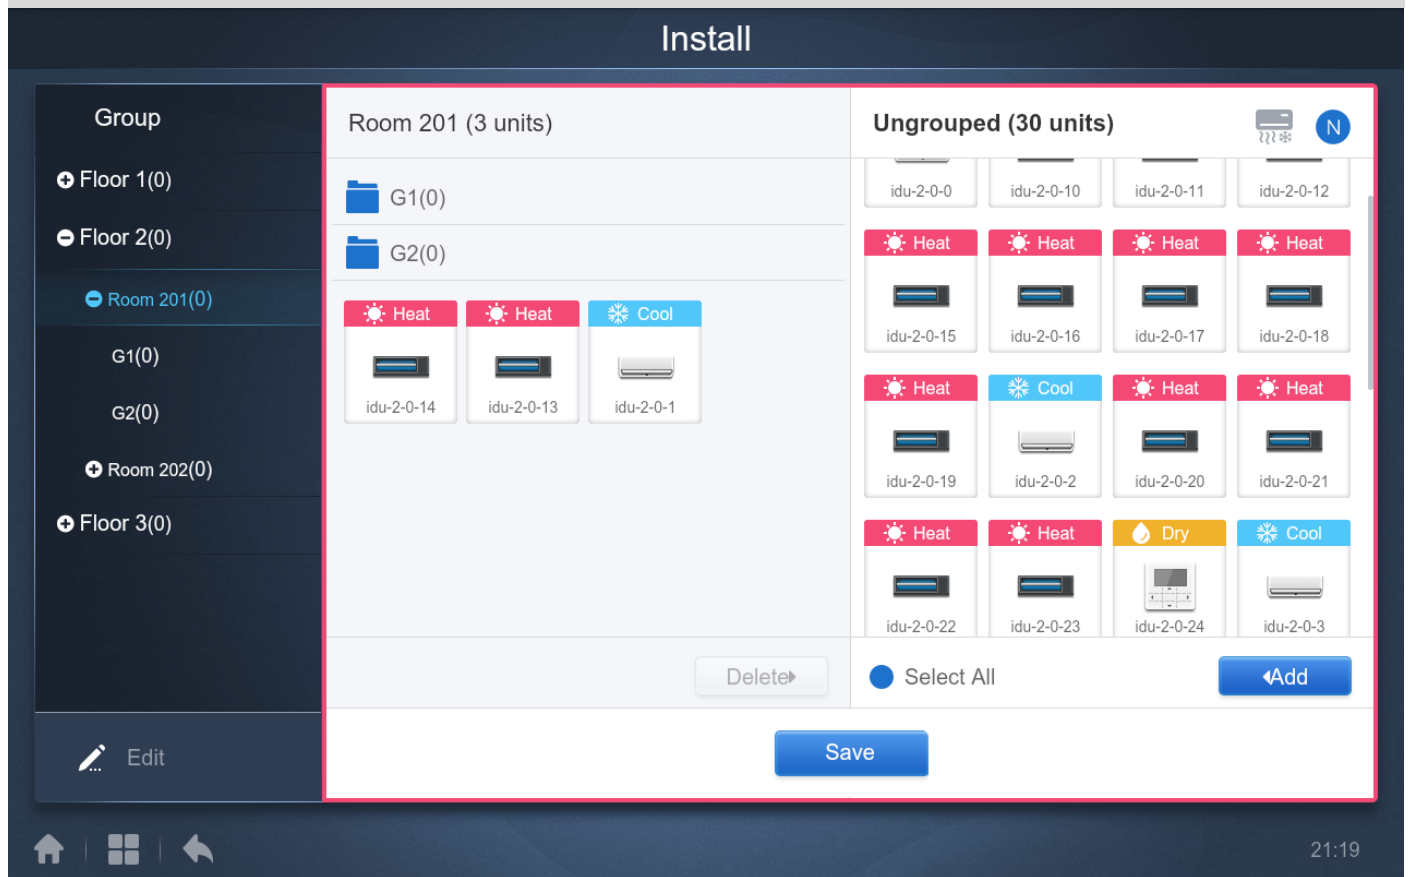 Install
Group
Floor 1(0)
Floor 2(0)
Room 201(0)
G1(0)
G2(0)
Room 202(0)
Floor 3(0)
Edit
Room 201 (3 units)
G1(0)
G2(0)
Heat Heat Cool
idu-2-0-14 idu-2-0-13 idu-2-0-1
Delete
Ungrouped (30 units) N
idu-2-0-0 idu-2-0-10 idu-2-0-11 idu-2-0-12
Heat Heat Heat Heat
idu-2-0-15 idu-2-0-16 idu-2-0-17 idu-2-0-18
Heat Cool Heat Heat
idu-2-0-19 idu-2-0-2 idu-2-0-20 idu-2-0-21
Heat Heat Dry Cool
idu-2-0-22 idu-2-0-23 idu-2-0-24 idu-2-0-3
Select All Add
Save
21:19